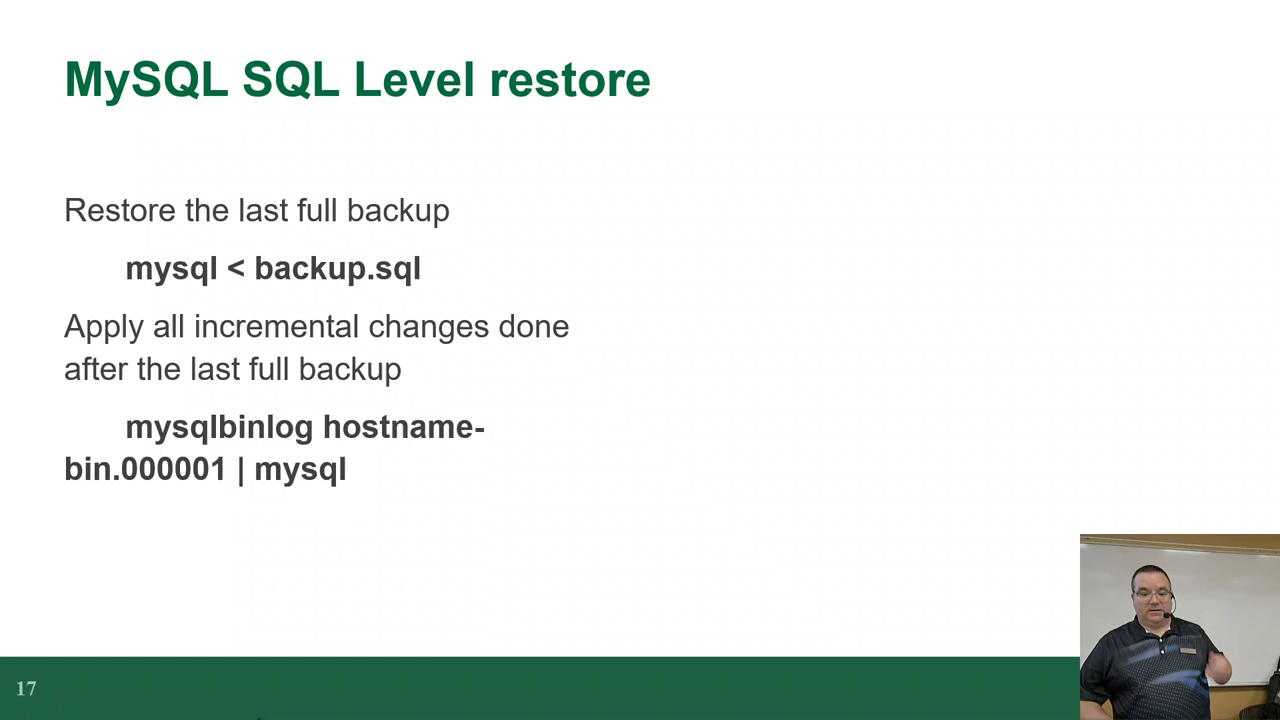 MySQL SQL Level restore
Restore the last full backup
mysql < backup.sql
Apply all incremental changes done
after the last full backup
mysqlbinlog hostname-
bin.000001 | mysql
17